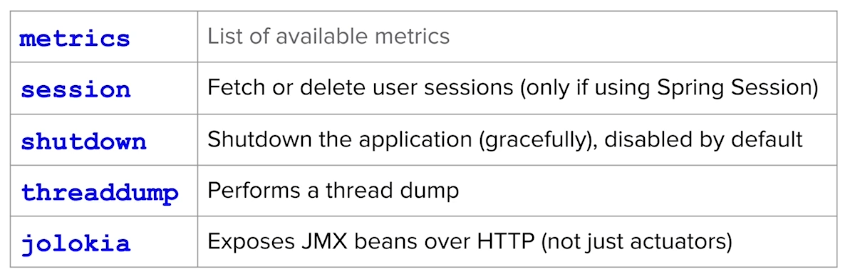 metrics List of available metrics
session Fetch or delete user sessions (only if using Spring Session)
shutdown Shutdown the application (gracefully), disabled by default
threaddump Performs a thread dump
jolokia Exposes JMX beans over HTTP (not just actuators)